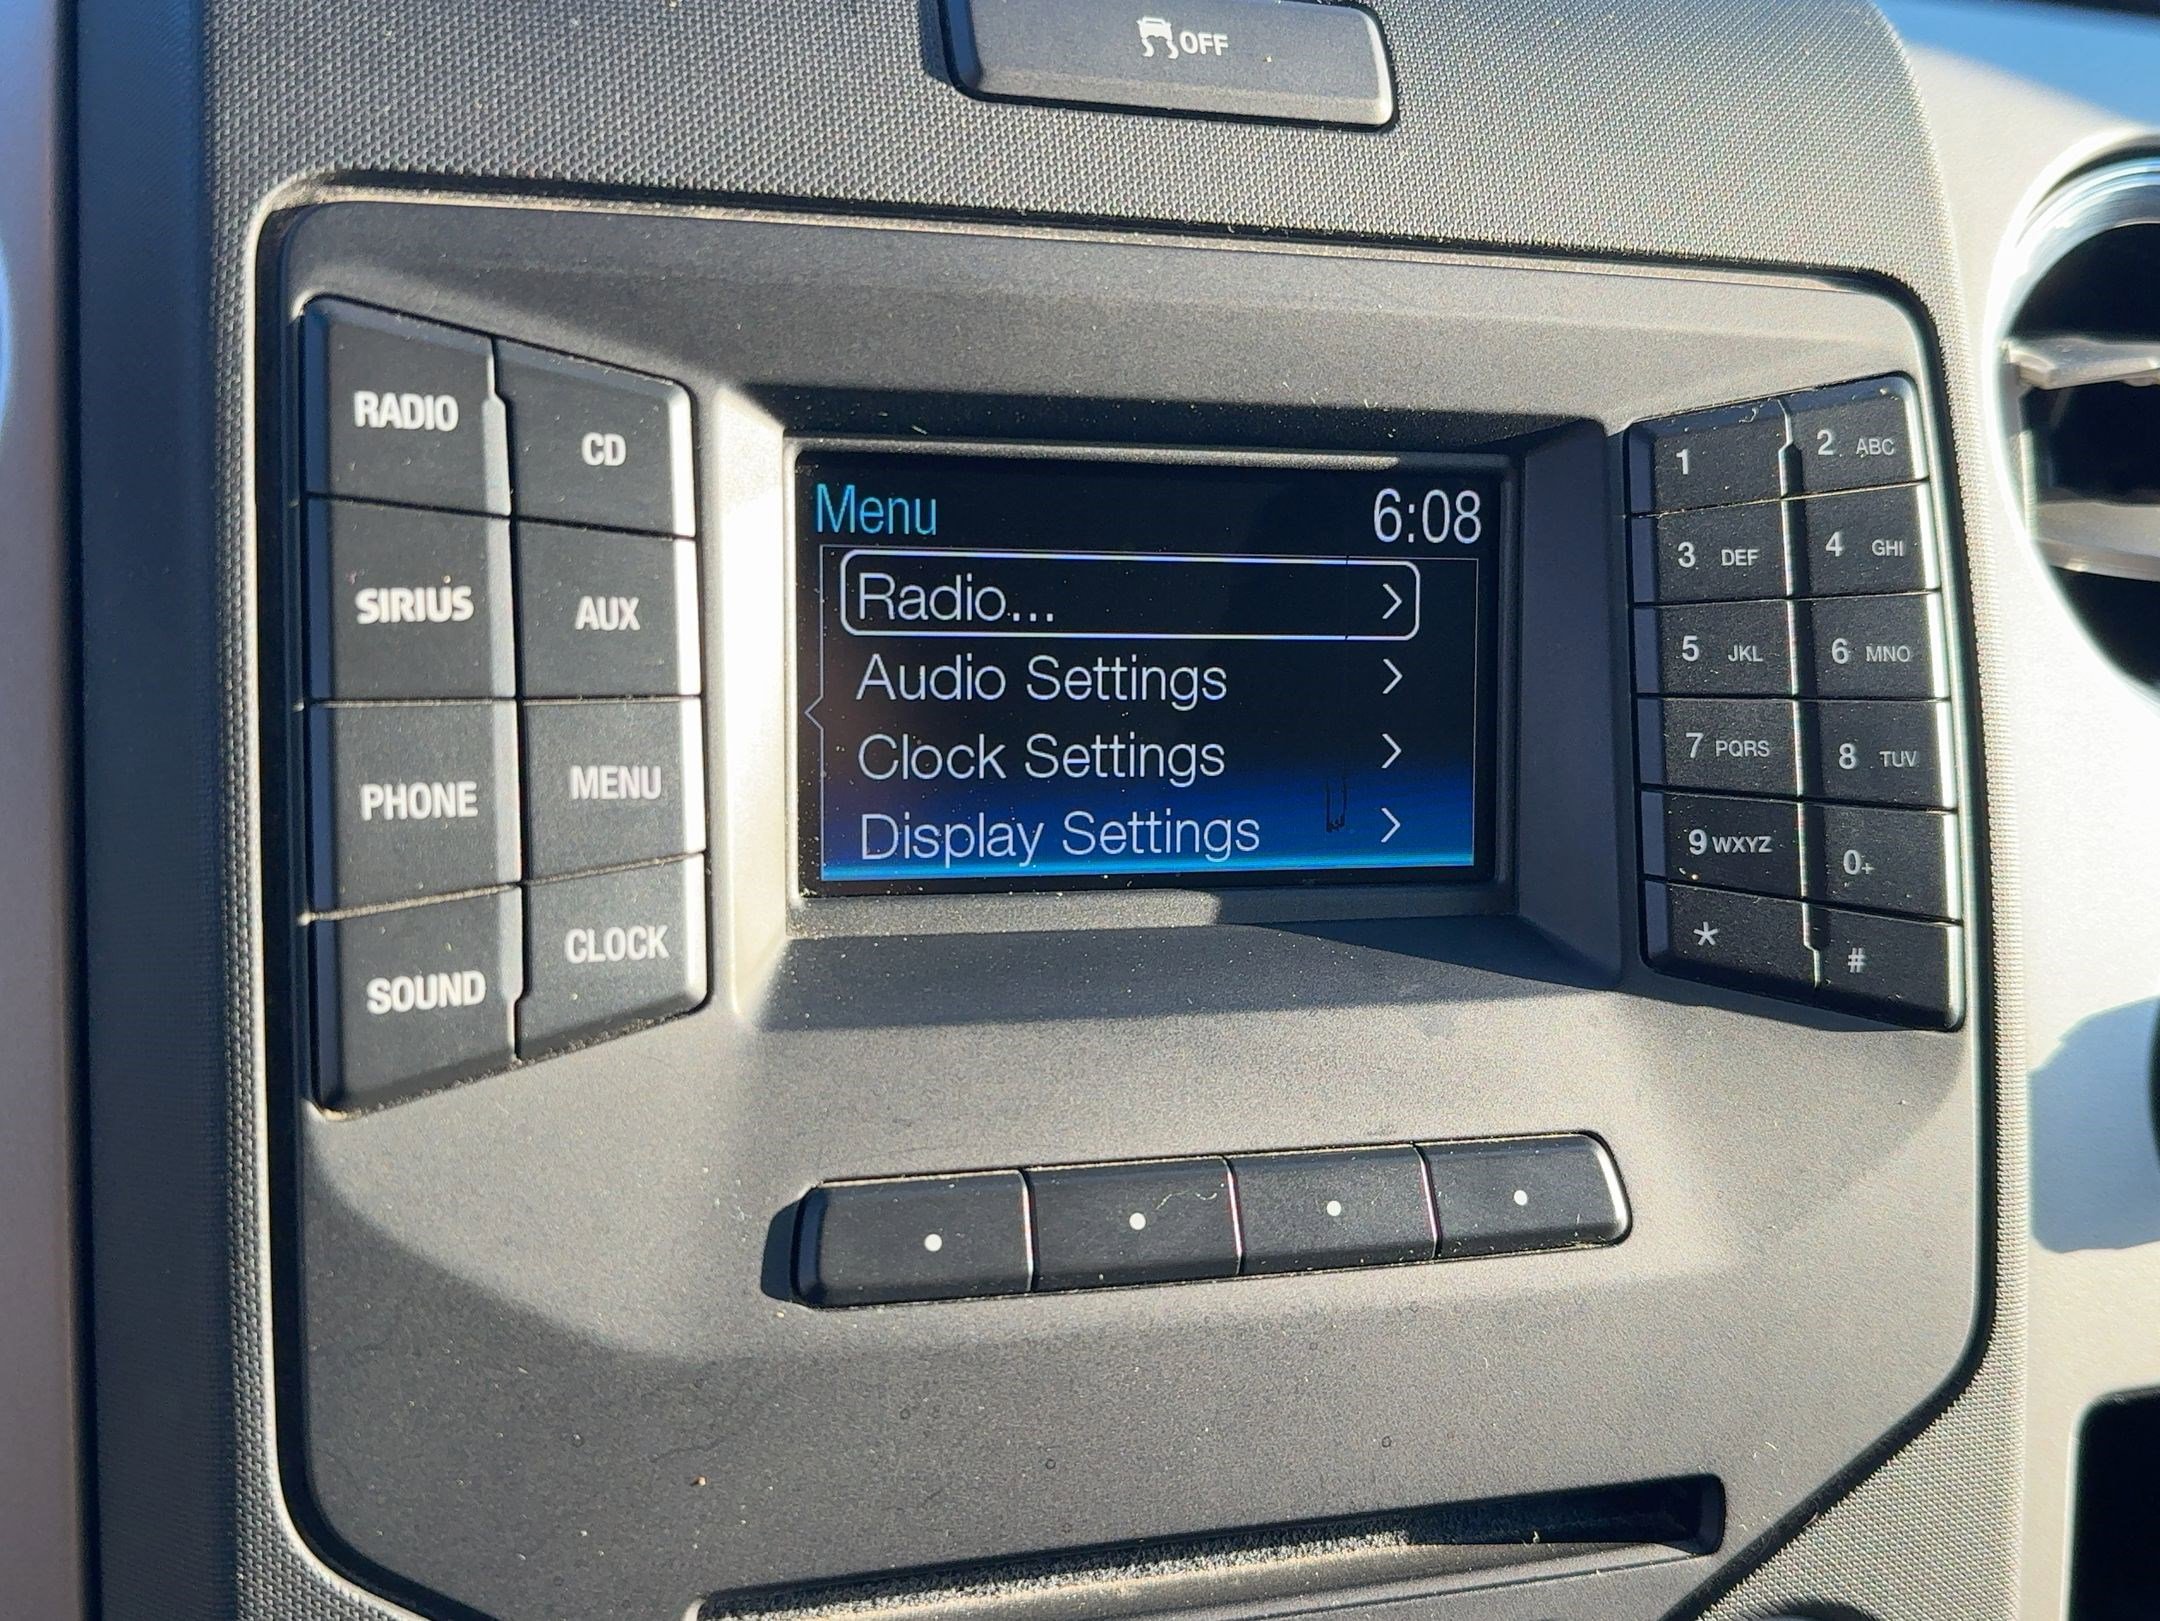 OFF
RADIO
CD
SIRIUS
AUX
PHONE
MENU
SOUND
CLOCK
Menu 6:08
Radio...
Audio Settings
Clock Settings
Display Settings
1
2 ABC
3 DEF
4 GHI
5 JKL
6 MNO
7 PQRS
8 TUV
9 WXYZ
0+
*
#